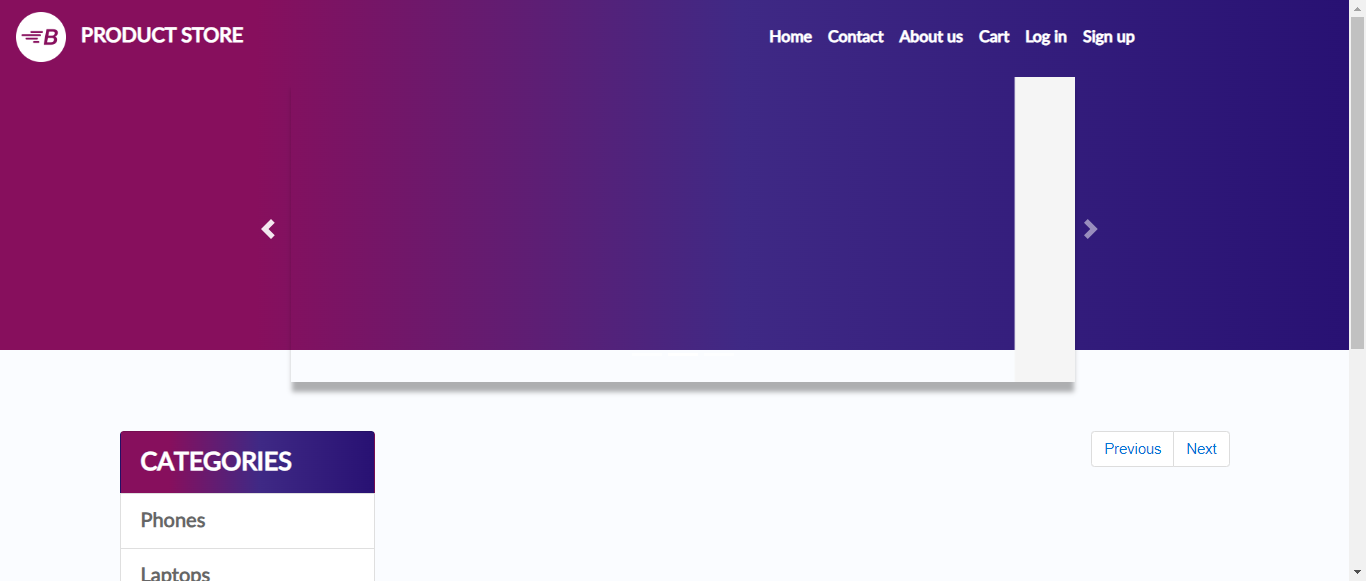 B PRODUCT STORE
Home Contact About us Cart Log in Sign up
CATEGORIES
Previous Next
Phones
Laptops